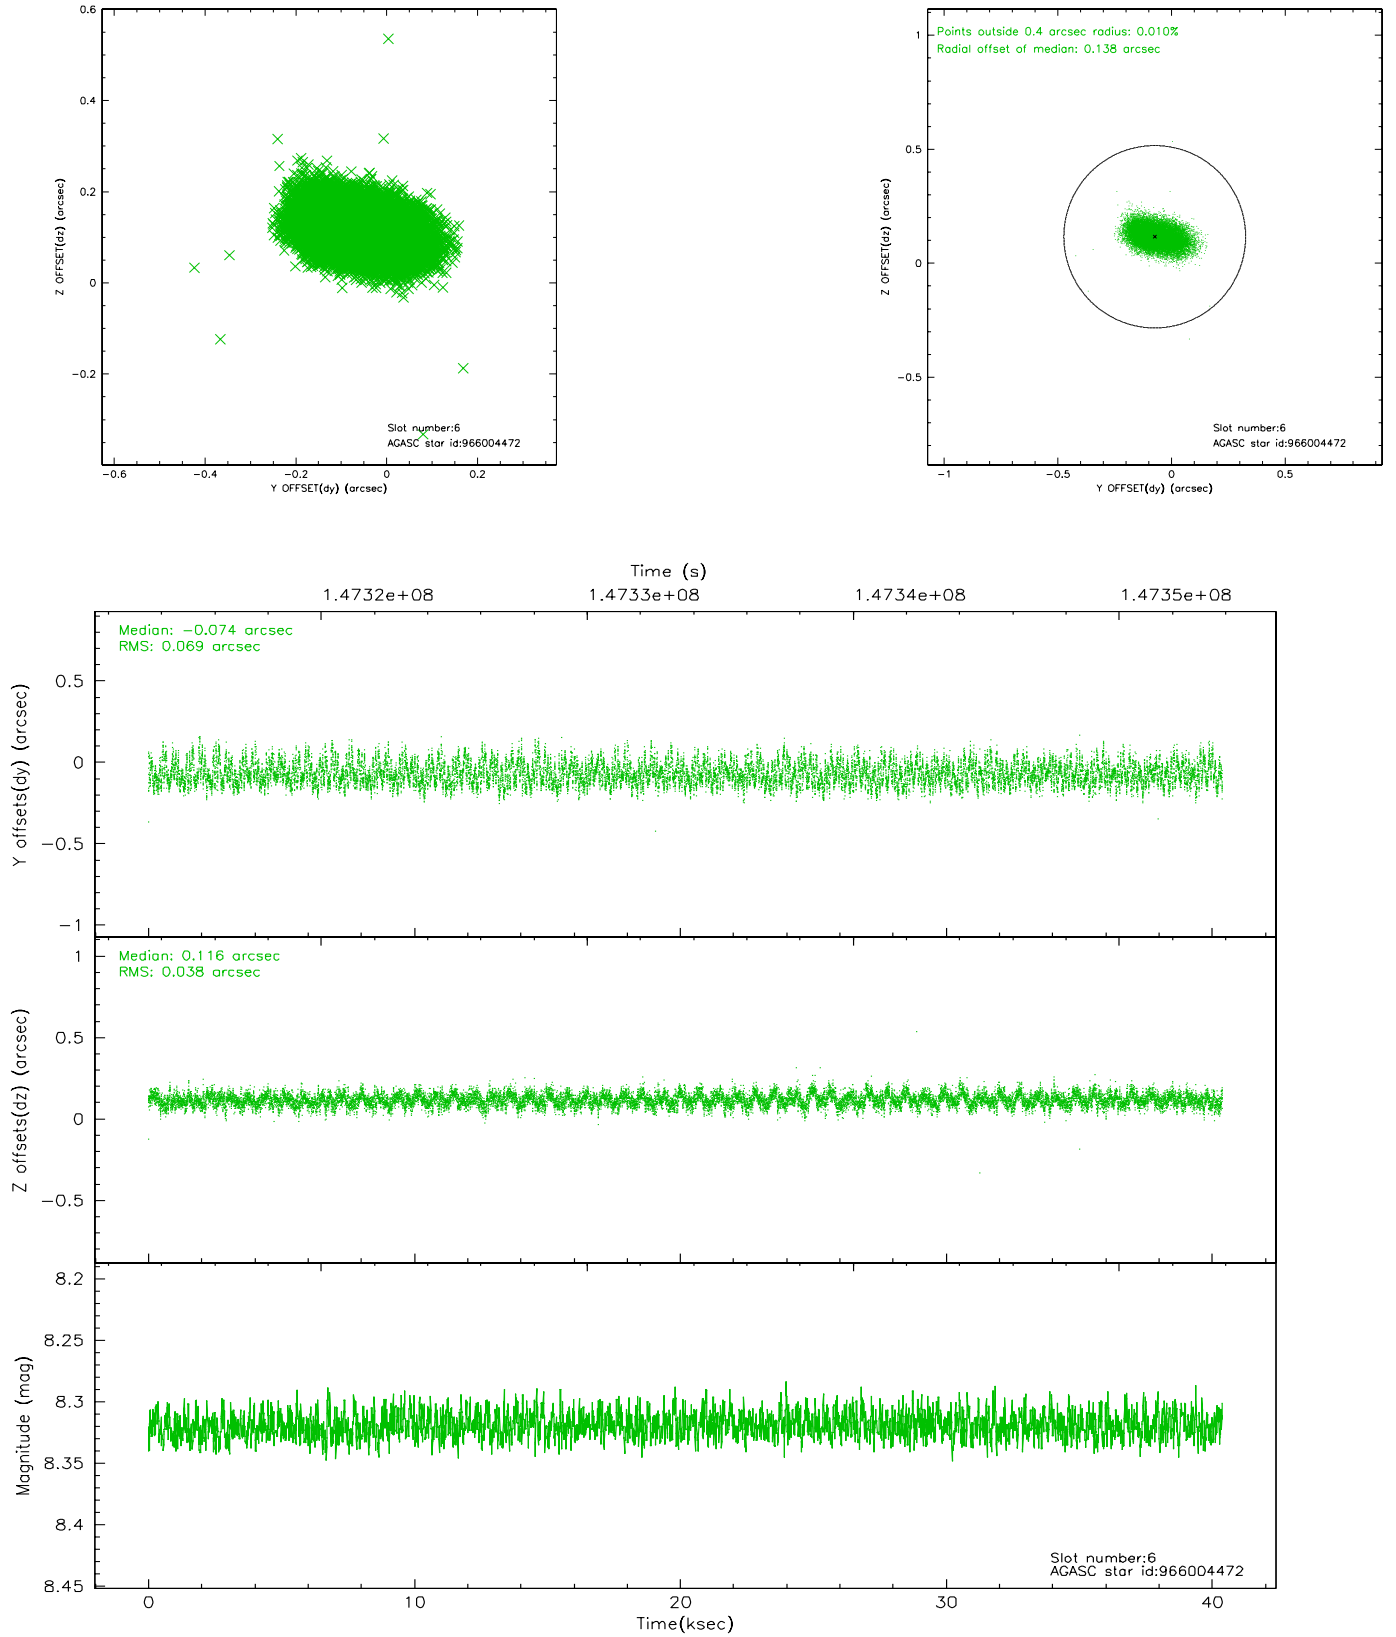 0.6
0.4
0.2
0
−0.2
Z OFFSET(dz) (arcsec)
Slot number:6
AGASC star id:966004472
−0.6 −0.4 −0.2 0 0.2
Y OFFSET(dy) (arcsec)
Points outside 0.4 arcsec radius: 0.010%
Radial offset of median: 0.138 arcsec
1
0.5
0
−0.5
Z OFFSET(dz) (arcsec)
Slot number:6
AGASC star id:966004472
−1 −0.5 0 0.5
Y OFFSET(dy) (arcsec)
Time (s)
1.4732e+08 1.4733e+08 1.4734e+08 1.4735e+08
Median: −0.074 arcsec
RMS: 0.069 arcsec
0.5
0
−0.5
−1
Y offsets(dy) (arcsec)
Median: 0.116 arcsec
RMS: 0.038 arcsec
1
0.5
0
−0.5
Z offsets(dz) (arcsec)
8.2
8.25
8.3
8.35
8.4
8.45
Magnitude (mag)
Slot number:6
AGASC star id:966004472
0 10 20 30 40
Time(ksec)